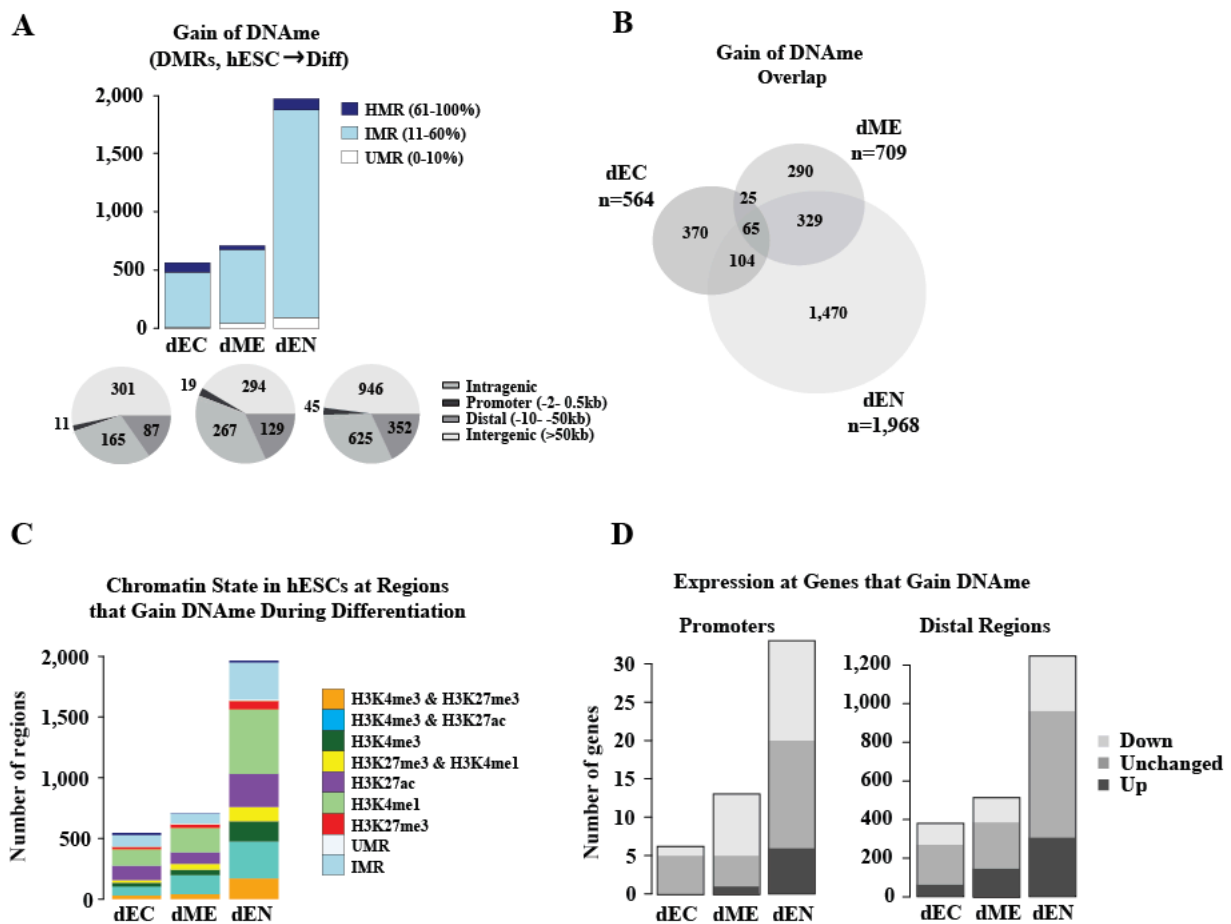 A
Gain of DNAme
(DMRs, hESC → Diff)
2,000
1,500
1,000
500
0
HMR (61-100%)
IMR (11-60%)
UMR (0-10%)
dEC dME dEN
301
11
165
87
19
294
267
129
45
946
625
352
Intragenic
Promoter (-2- 0.5kb)
Distal (-10- -50kb)
Intergenic (>50kb)
B
Gain of DNAme
Overlap
dME
n=709
dEC
n=564
290
25
329
65
370
104
1,470
dEN
n=1,968
C
Chromatin State in hESCs at Regions
that Gain DNAme During Differentiation
Number of regions
2,000
1,500
1,000
500
0
dEC dME dEN
H3K4me3 & H3K27me3
H3K4me3 & H3K27ac
H3K4me3
H3K27me3 & H3K4me1
H3K27ac
H3K4me1
H3K27me3
UMR
IMR
D
Expression at Genes that Gain DNAme
Promoters
Number of genes
30
25
20
15
10
5
0
dEC dME dEN
Distal Regions
1,200
1,000
800
600
400
200
0
dEC dME dEN
Down
Unchanged
Up